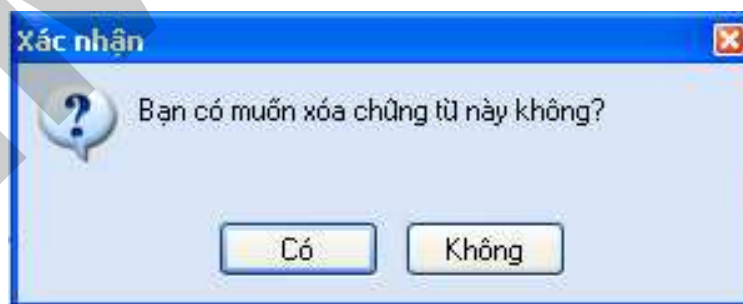 Xác nhận
Bạn có muốn xóa chứng từ này không?
Có
Không